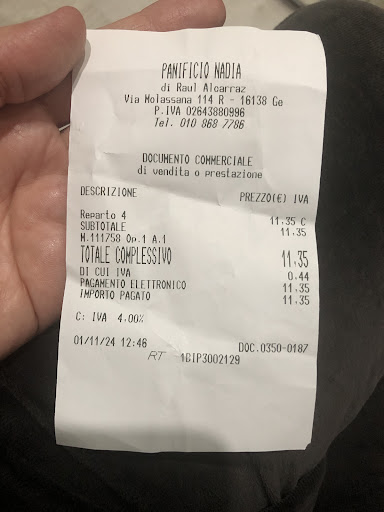 PANIFICIO NADIA
di Raul Alcarraz
Via Molassana 114 R - 16138 Ge
P.IVA 02643880996
Tel. 010 868 7786
DOCUMENTO COMMERCIALE
di vendita o prestazione
DESCRIZIONE PREZZO(€) IVA
Reparto 4 11,35 C
SUBTOTALE 11,35
M.111758 Op.1 A.1
TOTALE COMPLESSIVO 11,35
DI CUI IVA 0,44
PAGAMENTO ELETTRONICO 11,35
IMPORTO PAGATO 11,35
C: IVA 4,00%
01/11/24 12:46 DOC.0350-0187
RT 1BIP3002129